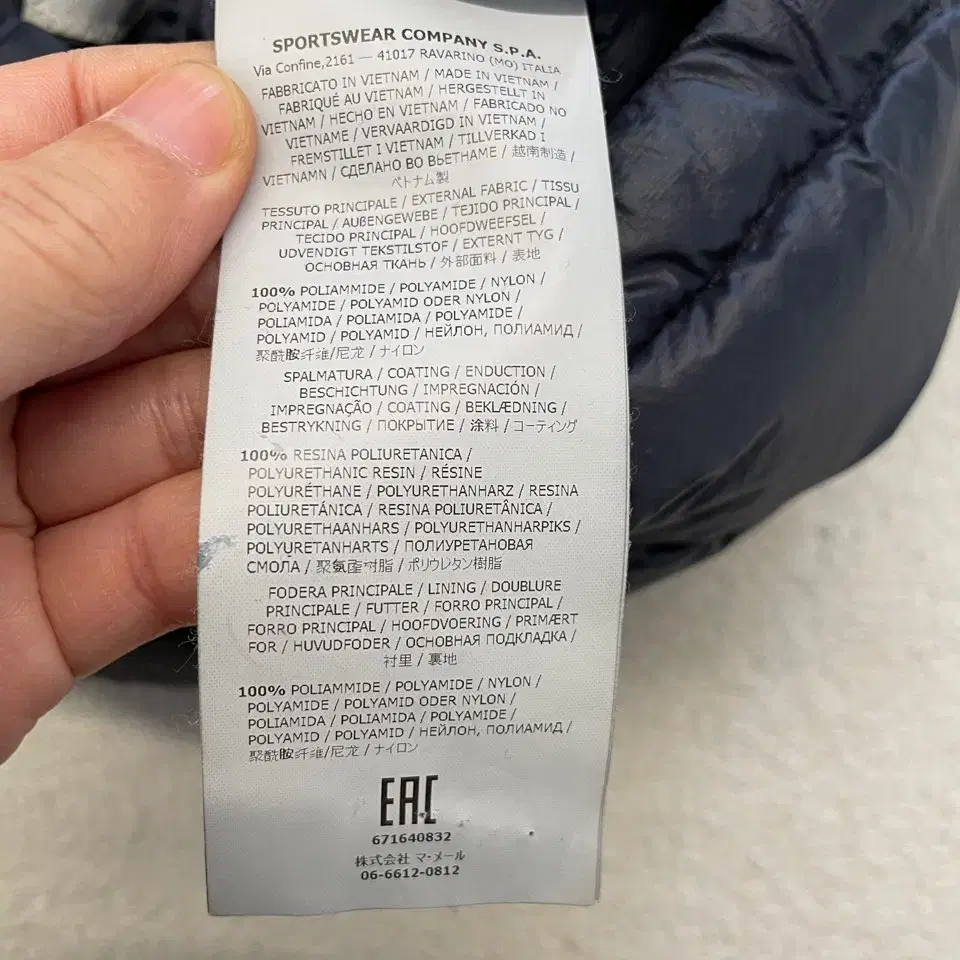 SPORTSWEAR COMPANY S.P.A.
Via Confine,2161 — 41017 RAVARINO (MO) ITALIA
FABBRICATO IN VIETNAM / MADE IN VIETNAM /
FABRIQUÉ AU VIETNAM / HERGESTELLT IN
VIETNAM / HECHO EN VIETNAM / FABRICADO NO
VIETNAME / VERVAARDIGD IN VIETNAM /
FREMSTILLET I VIETNAM / TILLVERKAD I
VIETNAMN / СДЕЛАНО ВО ВЬЕТНАМЕ / 越南制造 /
ベトナム製
TESSUTO PRINCIPALE / EXTERNAL FABRIC / TISSU
PRINCIPAL / AUßENGEWEBE / TEJIDO PRINCIPAL /
TECIDO PRINCIPAL / HOOFDWEEFSEL /
UDVENDIGT TEKSTILSTOF / EXTERNT TYG /
ОСНОВНАЯ ТКАНЬ / 外部面料 / 表地
100% POLIAMMIDE / POLYAMIDE / NYLON /
POLYAMIDE / POLYAMID ODER NYLON /
POLIAMIDA / POLIAMIDA / POLYAMIDE /
POLYAMID / POLYAMID / НЕЙЛОН, ПОЛИАМИД /
聚酰胺纤维/尼龙 / ナイロン
SPALMATURA / COATING / ENDUCTION /
BESCHICHTUNG / IMPREGNACIÓN /
IMPREGNAÇÃO / COATING / BEKLÆDNING /
BESTRYKNING / ПОКРЫТИЕ / 涂料 / コーティング
100% RESINA POLIURETANICA /
POLYURETHANIC RESIN / RÉSINE
POLYURÉTHANE / POLYURETHANHARZ / RESINA
POLIURETÁNICA / RESINA POLIURETÂNICA /
POLYURETHAANHARS / POLYURETHANHARPIKS /
POLYURETANHARTS / ПОЛИУРЕТАНОВАЯ
СМОЛА / 聚氨酯树脂 / ポリウレタン樹脂
FODERA PRINCIPALE / LINING / DOUBLURE
PRINCIPALE / FUTTER / FORRO PRINCIPAL /
FORRO PRINCIPAL / HOOFDVOERING / PRIMÆRT
FOR / HUVUDFODER / ОСНОВНАЯ ПОДКЛАДКА /
衬里 / 裏地
100% POLIAMMIDE / POLYAMIDE / NYLON /
POLYAMIDE / POLYAMID ODER NYLON /
POLIAMIDA / POLIAMIDA / POLYAMIDE /
POLYAMID / POLYAMID / НЕЙЛОН, ПОЛИАМИД /
聚酰胺纤维/尼龙 / ナイロン
EAC
671640832
株式会社 マ・メール
06-6612-0812